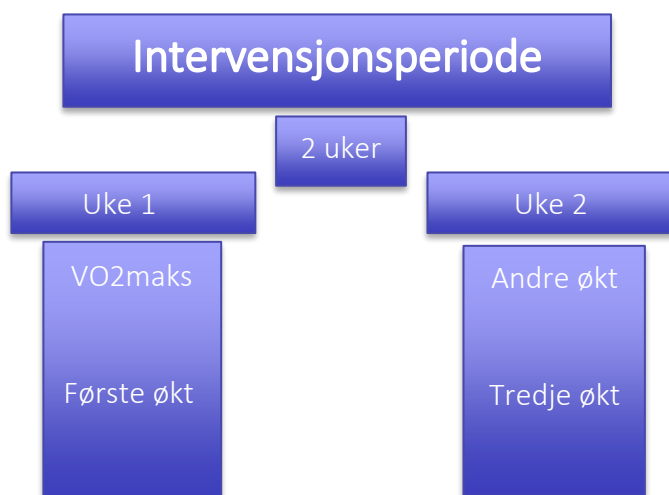 Intervensjonsperiode
2 uker
Uke 1
Uke 2
VO2maks
Første økt
Andre økt
Tredje økt